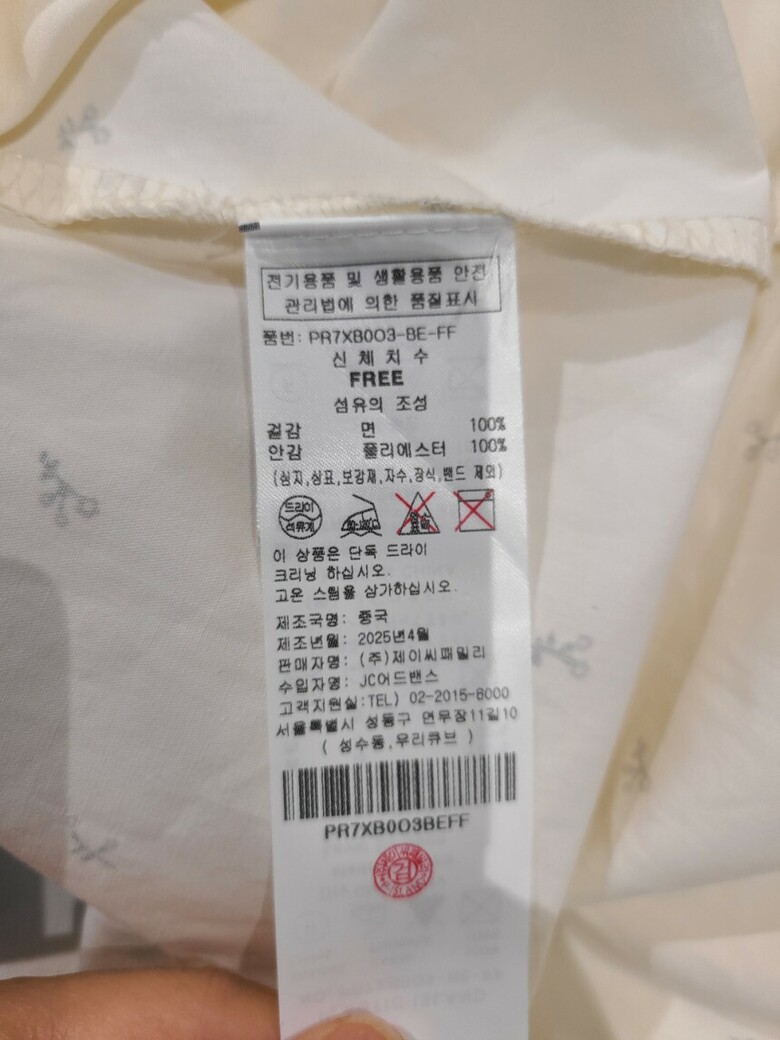 전기용품 및 생활용품 안전
관리법에 의한 품질표시
품번: PR7XB0O3-BE-FF
신 체 치 수
FREE
섬유의 조성
겉감 면 100%
안감 폴리에스터 100%
(심지,상표,보강재,자수,장식,밴드 제외)
드라이
석유계
이 상품은 단독 드라이
크리닝 하십시오.
고온 스팀을 삼가하십시오.
제조국명: 중국
제조년월: 2025년4월
판매자명: (주)제이씨패밀리
수입자명: JC어드밴스
고객지원실:TEL) 02-2015-6000
서울특별시 성동구 연무장11길10
( 성수동,우리큐브 )
PR7XB0O3BEFF